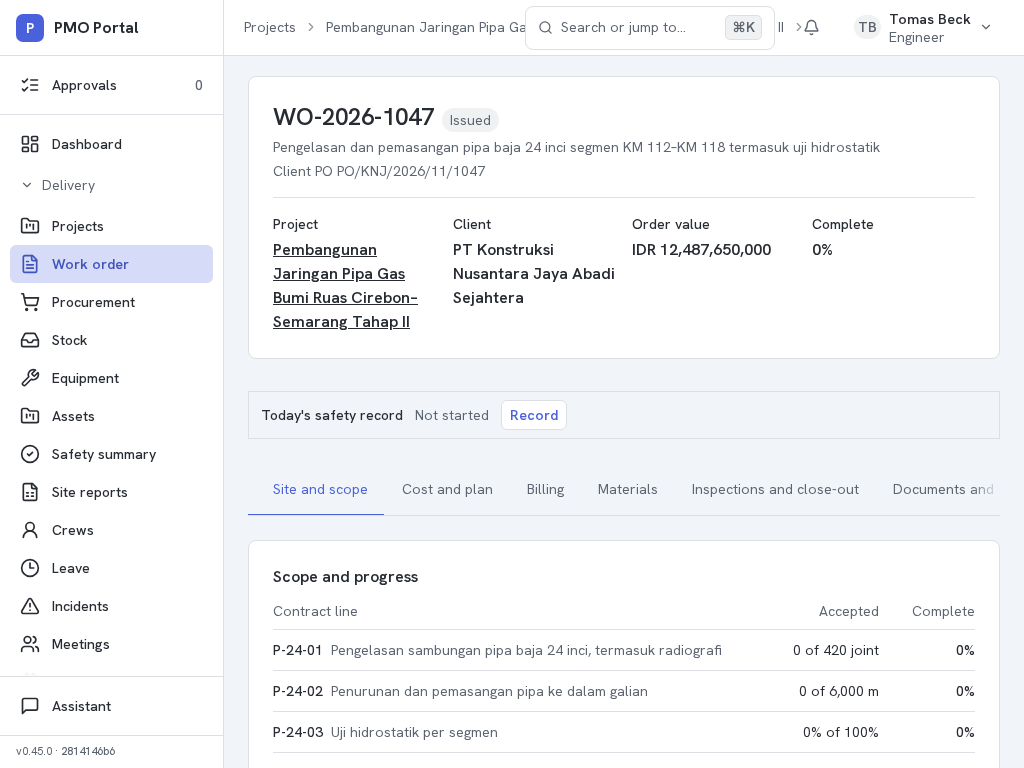 P PMO Portal
Projects
Pembangunan Jaringan Pipa Ga
Search or jump to...
⌘K
II
TB
Tomas Beck
Engineer
Approvals 0
Dashboard
Delivery
Projects
Work order
Procurement
Stock
Equipment
Assets
Safety summary
Site reports
Crews
Leave
Incidents
Meetings
Assistant
v0.45.0 · 2814146b6
WO-2026-1047 Issued
Pengelasan dan pemasangan pipa baja 24 inci segmen KM 112–KM 118 termasuk uji hidrostatik
Client PO PO/KNJ/2026/11/1047
Project
Pembangunan
Jaringan Pipa Gas
Bumi Ruas Cirebon–
Semarang Tahap II
Client
PT Konstruksi
Nusantara Jaya Abadi
Sejahtera
Order value
IDR 12,487,650,000
Complete
0%
Today's safety record Not started Record
Site and scope Cost and plan Billing Materials Inspections and close-out Documents and
Scope and progress
Contract line Accepted Complete
P-24-01 Pengelasan sambungan pipa baja 24 inci, termasuk radiografi 0 of 420 joint 0%
P-24-02 Penurunan dan pemasangan pipa ke dalam galian 0 of 6,000 m 0%
P-24-03 Uji hidrostatik per segmen 0% of 100% 0%